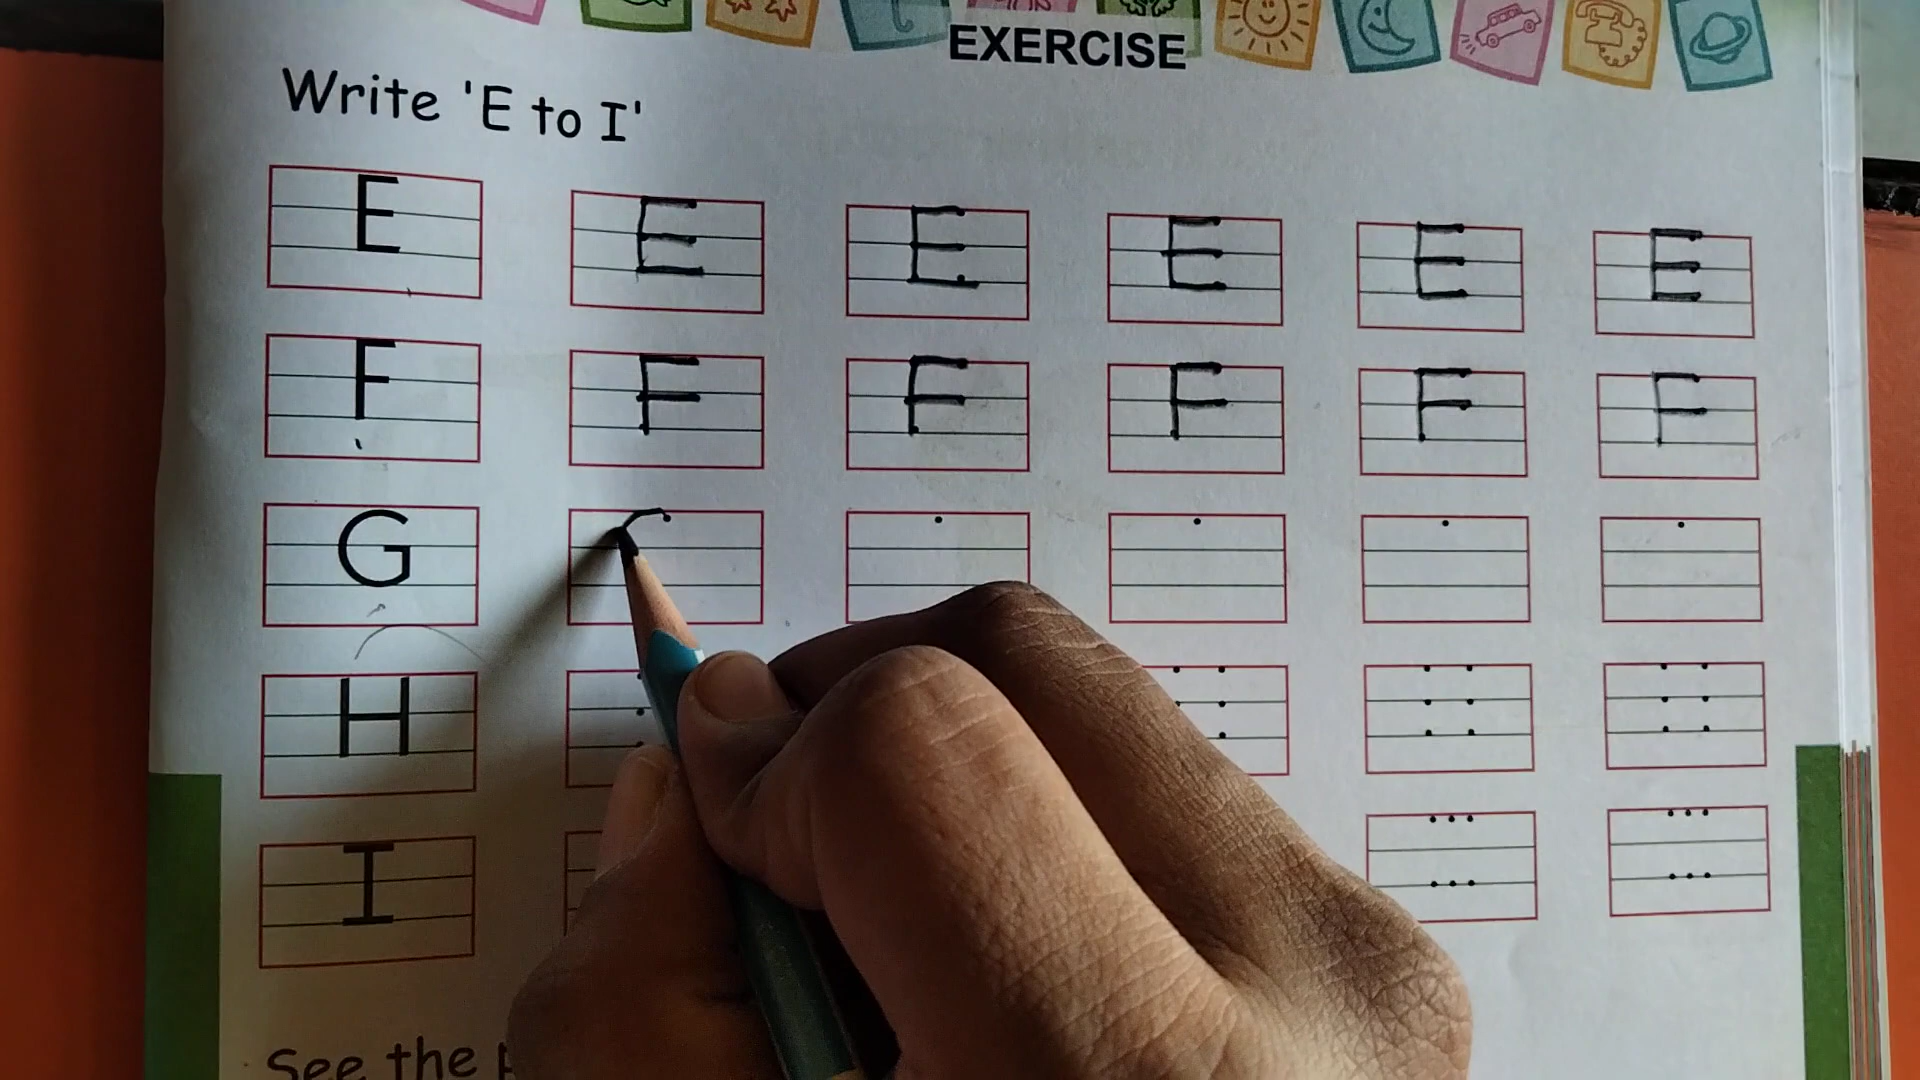 EXERCISE
Write 'E to I'
E E E E E E
F F F F F F
G
H
I
See the